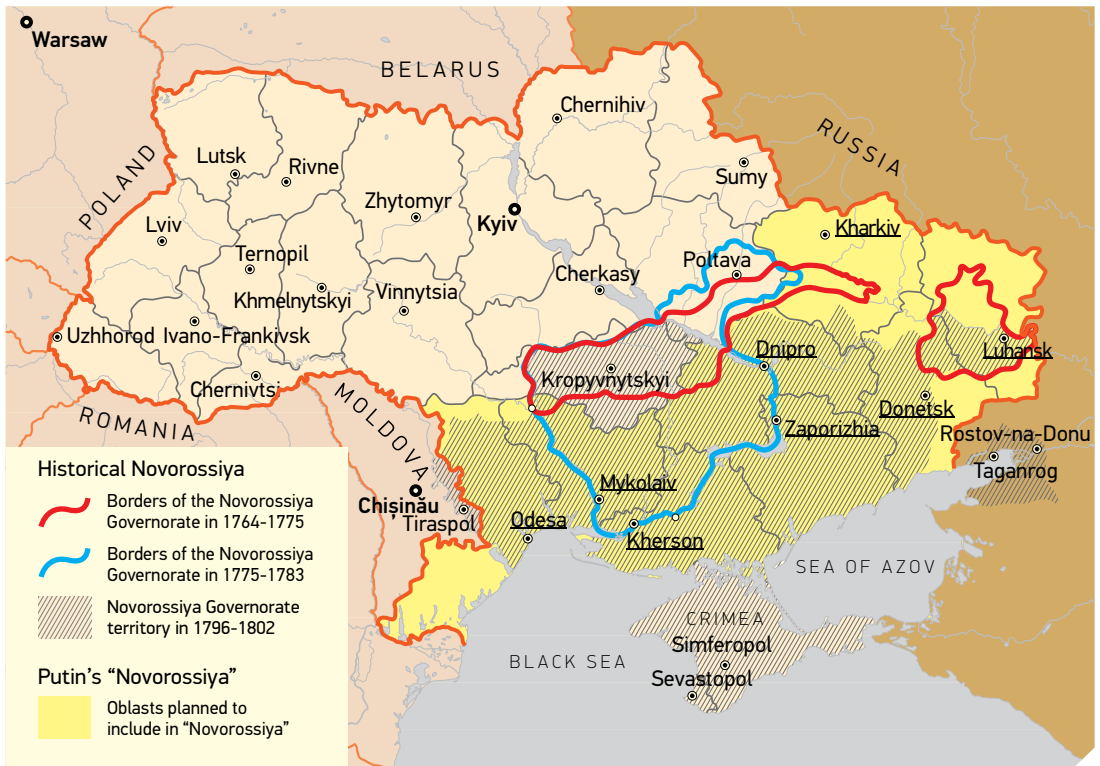 Warsaw
BELARUS
Chernihiv
RUSSIA
POLAND
Lutsk
Rivne
Sumy
Zhytomyr
Kyiv
Lviv
Kharkiv
Ternopil
Poltava
Cherkasy
Khmelnytskyi
Vinnytsia
Uzhhorod
Ivano-Frankivsk
Dnipro
Luhansk
Kropyvnytskyi
Chernivtsi
ROMANIA
MOLDOVA
Donetsk
Zaporizhia
Rostov-na-Donu
Taganrog
Mykolaiv
Chișinău
Tiraspol
Odesa
Kherson
SEA OF AZOV
CRIMEA
Simferopol
BLACK SEA
Sevastopol
Historical Novorossiya
Borders of the Novorossiya
Governorate in 1764-1775
Borders of the Novorossiya
Governorate in 1775-1783
Novorossiya Governorate
territory in 1796-1802
Putin's “Novorossiya”
Oblasts planned to
include in “Novorossiya”